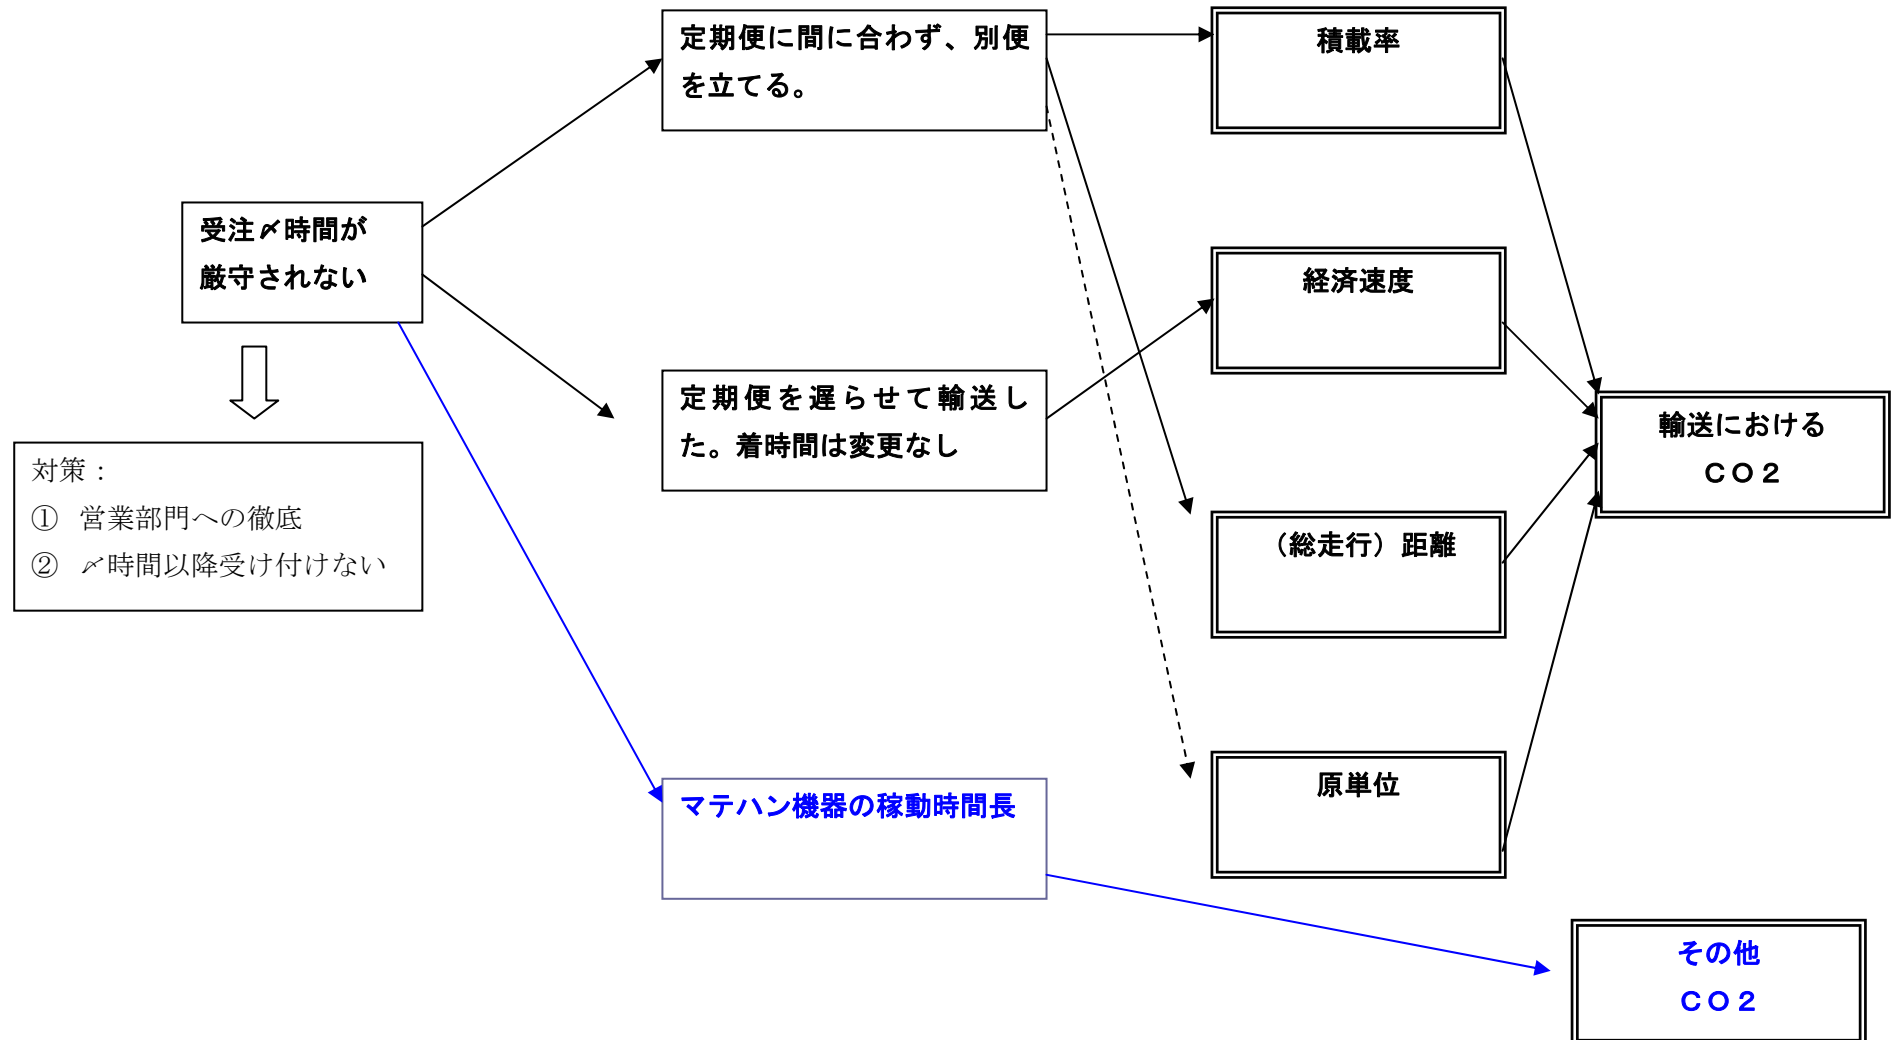 定期便に間に合わず、別便
を立てる。
積載率
受注〆時間が
厳守されない
経済速度
定期便を遅らせて輸送し
た。着時間は変更なし
輸送における
ＣＯ２
対策：
① 営業部門への徹底
② 〆時間以降受け付けない
（総走行）距離
マテハン機器の稼動時間長
原単位
その他
ＣＯ２